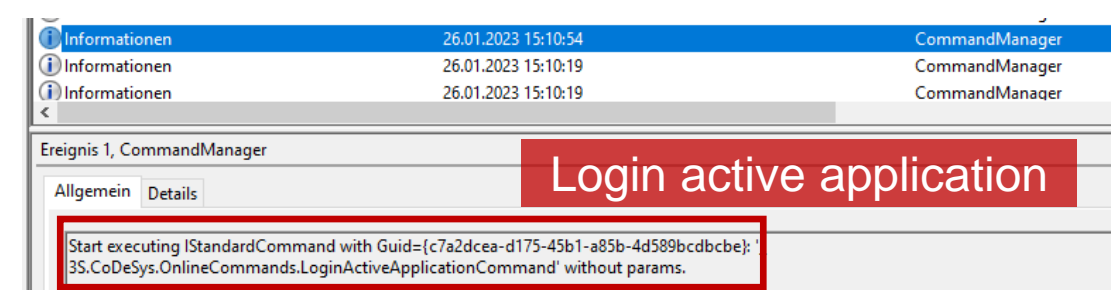 Informationen 26.01.2023 15:10:54 CommandManager
Informationen 26.01.2023 15:10:19 CommandManager
Informationen 26.01.2023 15:10:19 CommandManager
Ereignis 1, CommandManager
Login active application
Allgemein Details
Start executing IStandardCommand with Guid={c7a2dcea-d175-45b1-a85b-4d589bcdbcbe}: '
3S.CoDeSys.OnlineCommands.LoginActiveApplicationCommand' without params.